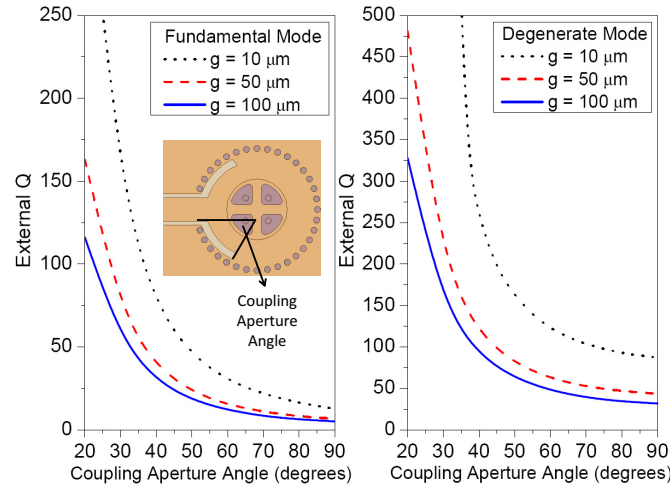 Fundamental Mode
g = 10 μm
g = 50 μm
g = 100 μm
250
200
150
100
50
0
External Q
20 30 40 50 60 70 80 90
Coupling Aperture Angle (degrees)
Coupling
Aperture
Angle
Degenerate Mode
g = 10 μm
g = 50 μm
g = 100 μm
500
450
400
350
300
250
200
150
100
50
0
External Q
20 30 40 50 60 70 80 90
Coupling Aperture Angle (degrees)